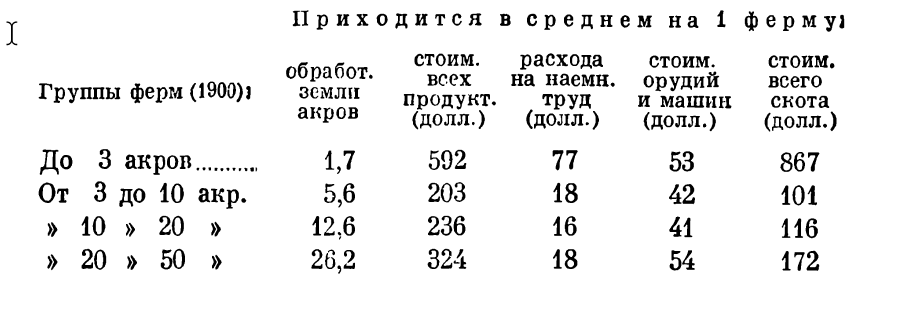 Приходится в среднем на 1 ферму:
Группы ферм (1900): обработ. земли акров стоим. всех продукт. (долл.) расхода на наемн. труд (долл.) стоим. орудий и машин (долл.) стоим. всего скота (долл.)
До 3 акров.......... 1,7 592 77 53 867
От 3 до 10 акр. 5,6 203 18 42 101
» 10 » 20 » 12,6 236 16 41 116
» 20 » 50 » 26,2 324 18 54 172